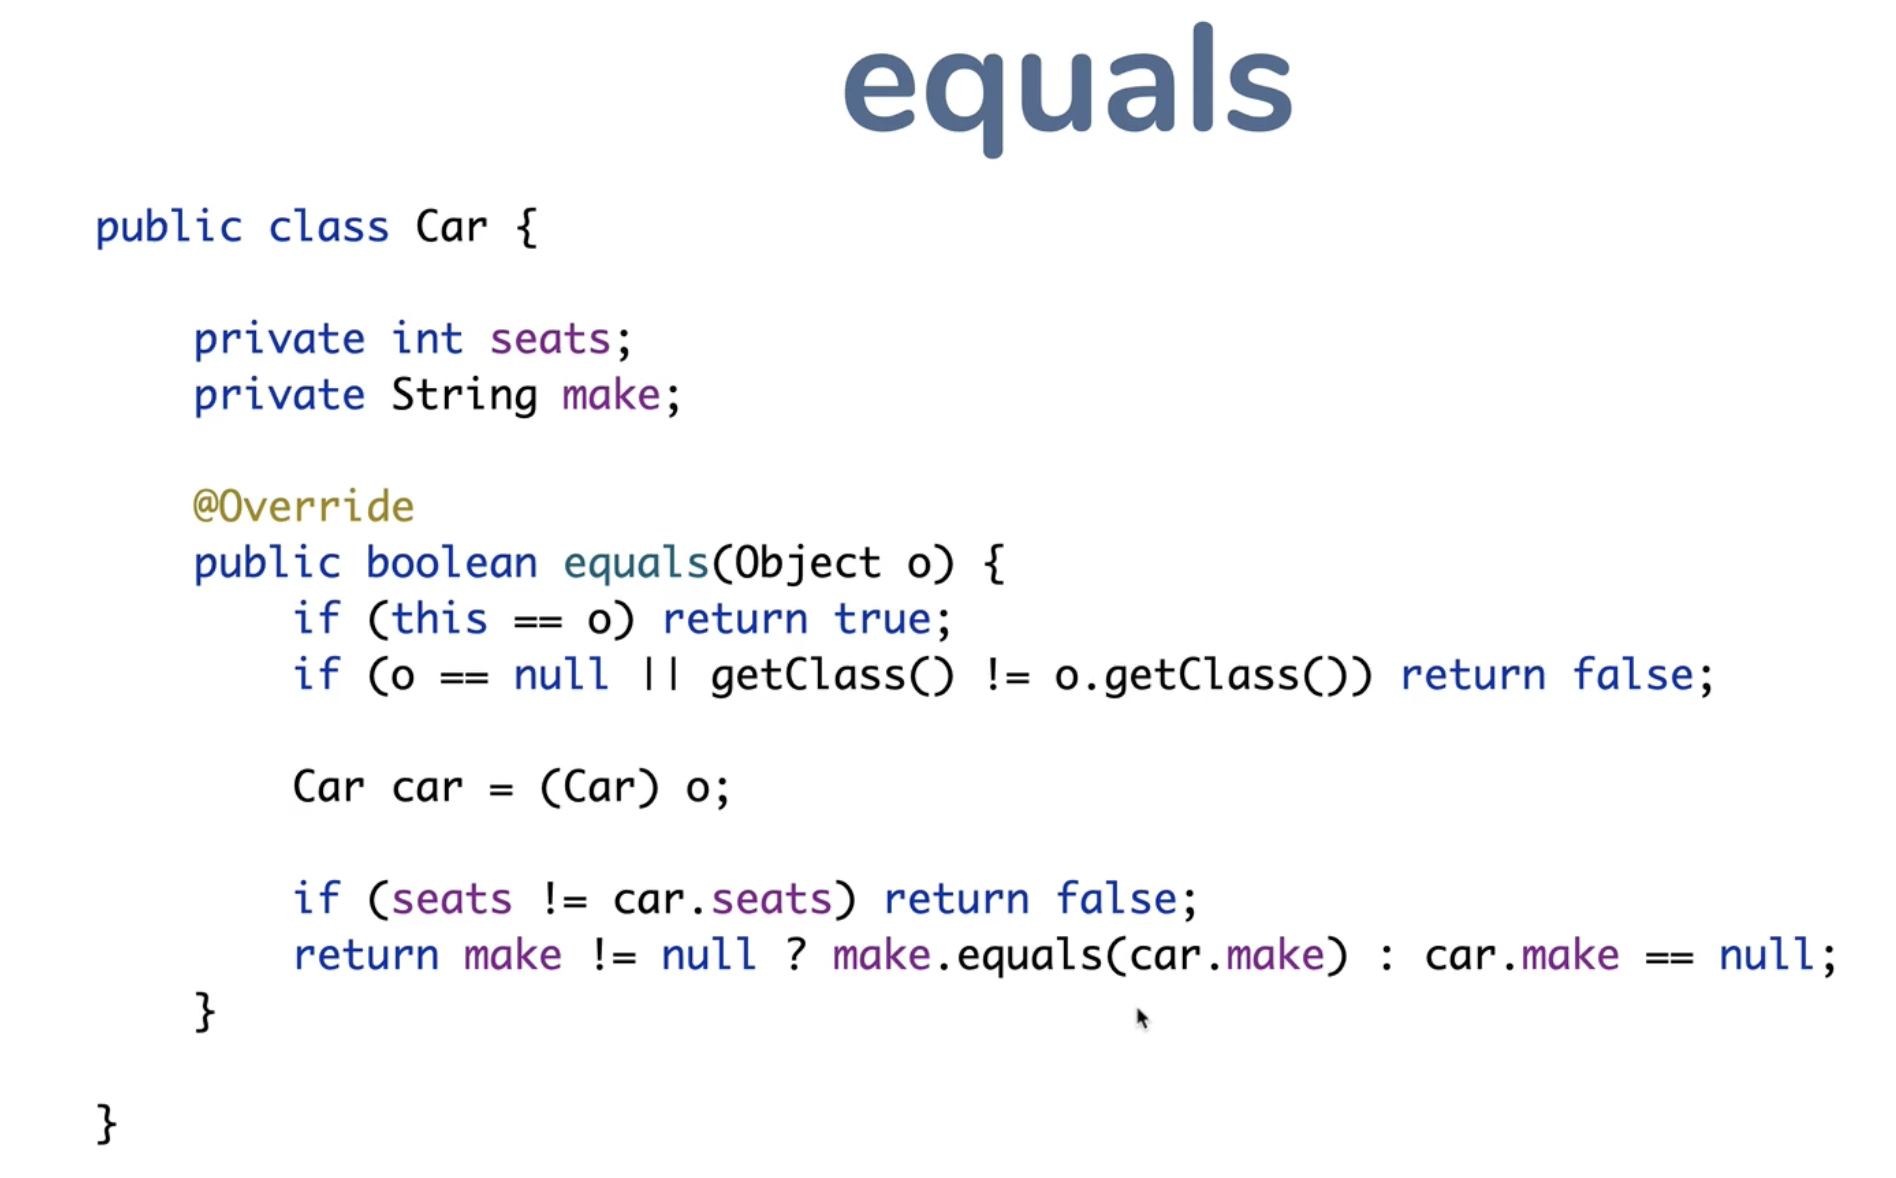 equals
public class Car {
private int seats;
private String make;
@Override
public boolean equals(Object o) {
if (this == o) return true;
if (o == null || getClass() != o.getClass()) return false;
Car car = (Car) o;
if (seats != car.seats) return false;
return make != null ? make.equals(car.make) : car.make == null;
}
}